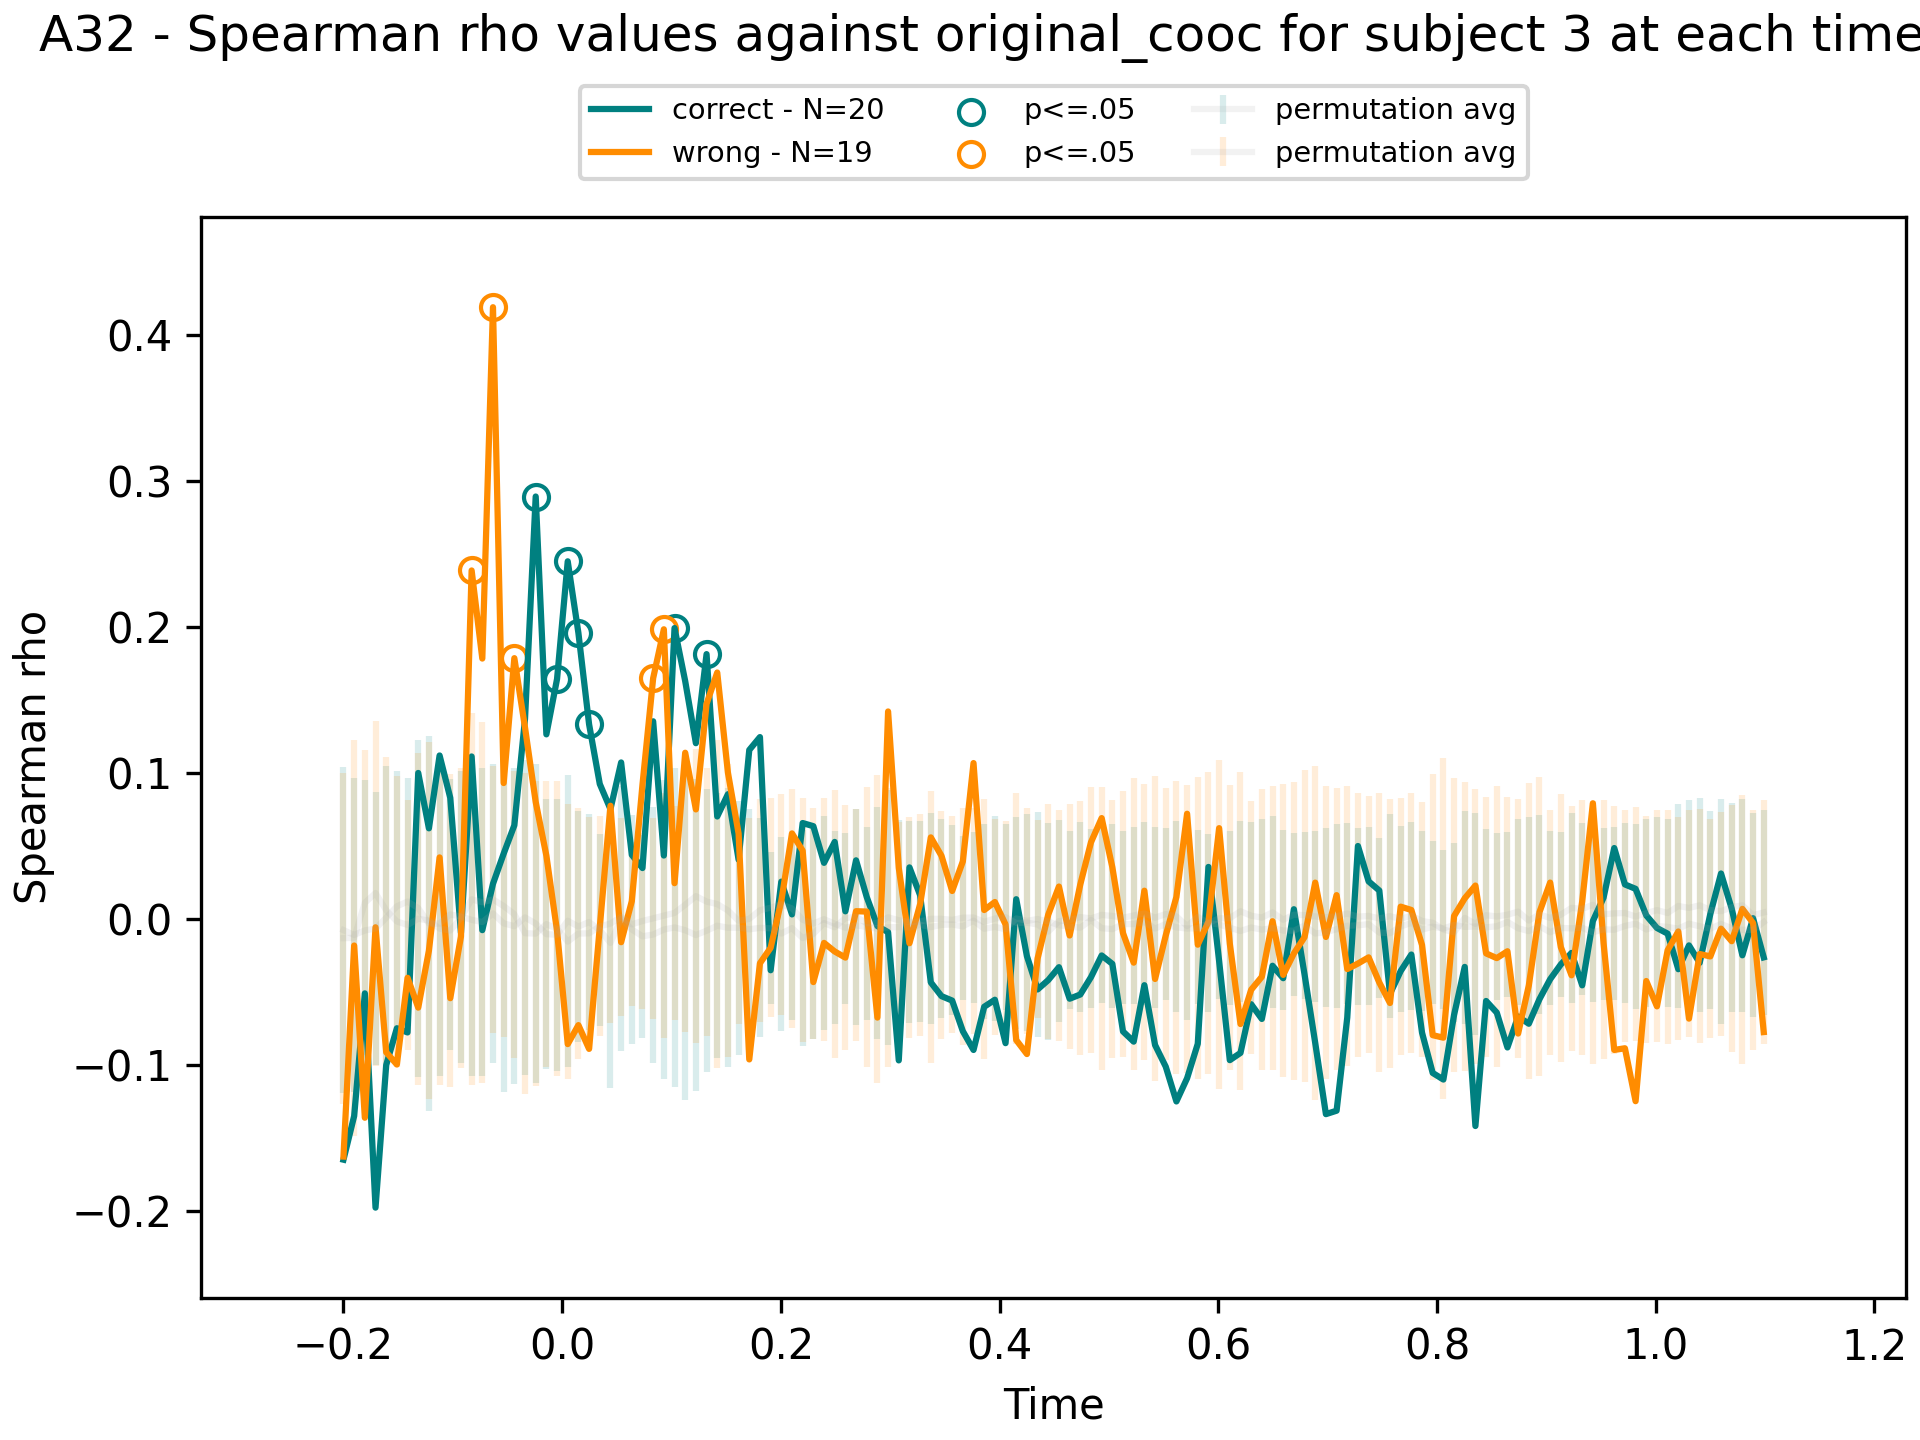 A32 - Spearman rho values against original_cooc for subject 3 at each time
correct - N=20
wrong - N=19
p<=.05
p<=.05
permutation avg
permutation avg
Spearman rho
0.4
0.3
0.2
0.1
0.0
−0.1
−0.2
−0.2 0.0 0.2 0.4 0.6 0.8 1.0 1.2
Time